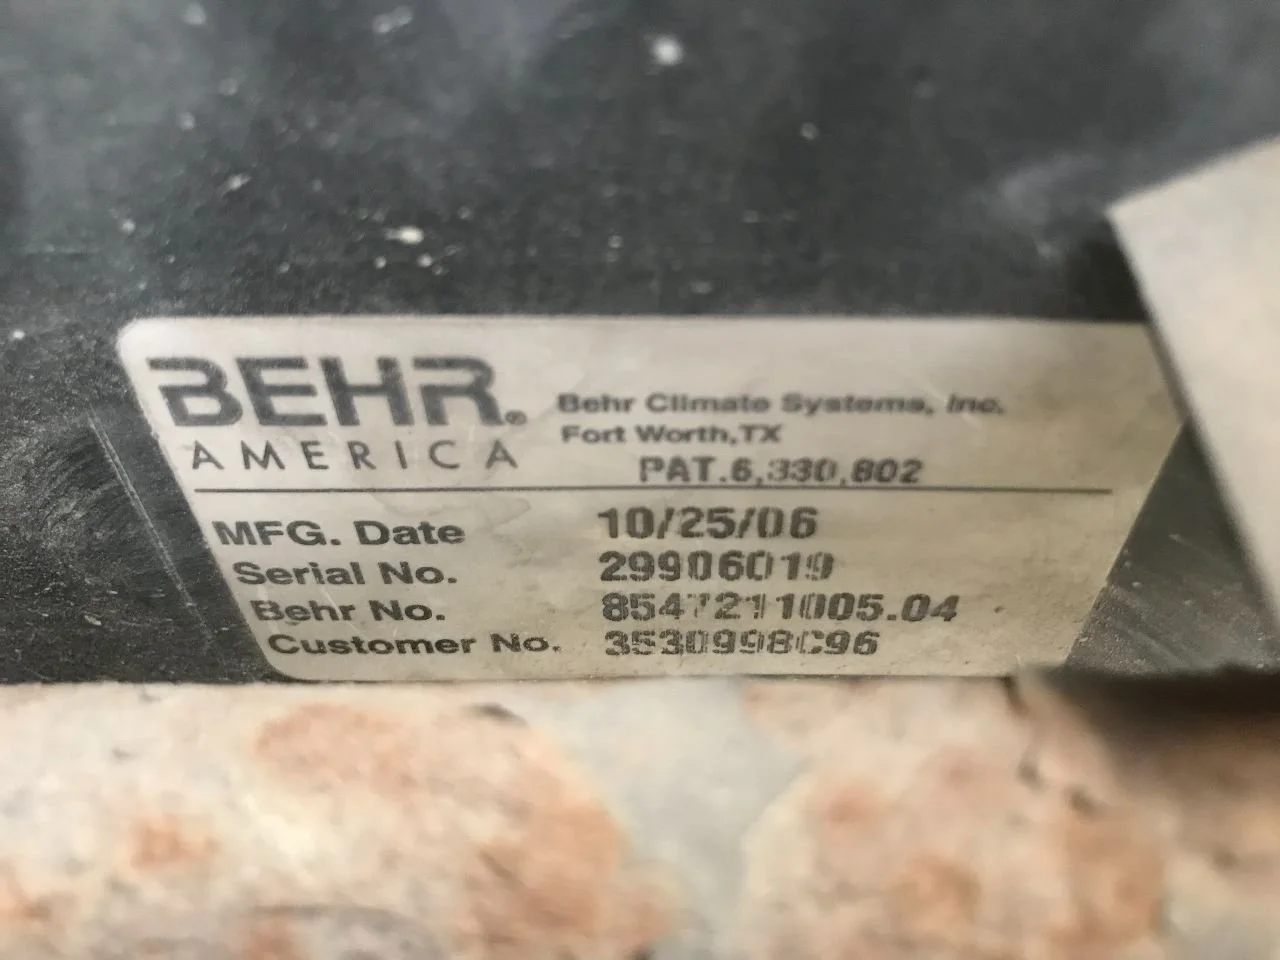 BEHR®
AMERICA
Behr Climate Systems, Inc.
Fort Worth, TX
PAT.6,330,802
MFG. Date 10/25/06
Serial No. 29906019
Behr No. 8547211005.04
Customer No. 3530998C96